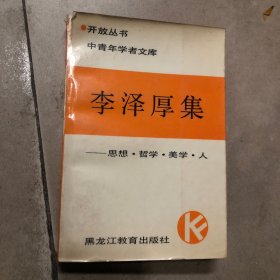 开放丛书
中青年学者文库
李泽厚集
——思想·哲学·美学·人
黑龙江教育出版社